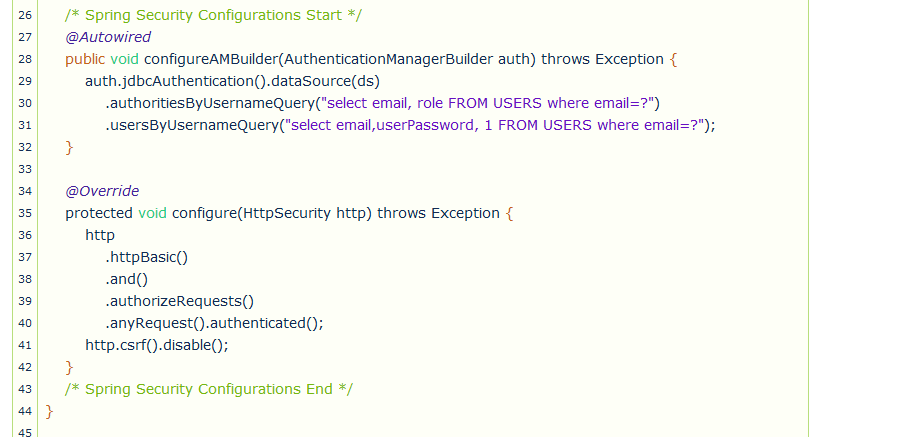 26 /* Spring Security Configurations Start */
27 @Autowired
28 public void configureAMBuilder(AuthenticationManagerBuilder auth) throws Exception {
29 auth.jdbcAuthentication().dataSource(ds)
30 .authoritiesByUsernameQuery("select email, role FROM USERS where email=?")
31 .usersByUsernameQuery("select email,userPassword, 1 FROM USERS where email=?");
32 }
33
34 @Override
35 protected void configure(HttpSecurity http) throws Exception {
36 http
37 .httpBasic()
38 .and()
39 .authorizeRequests()
40 .anyRequest().authenticated();
41 http.csrf().disable();
42 }
43 /* Spring Security Configurations End */
44 }
45